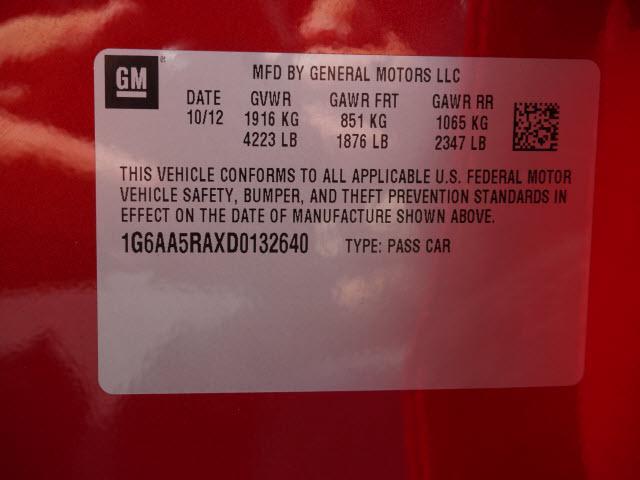 GM
MFD BY GENERAL MOTORS LLC
DATE GVWR GAWR FRT GAWR RR
10/12 1916 KG 851 KG 1065 KG
4223 LB 1876 LB 2347 LB
THIS VEHICLE CONFORMS TO ALL APPLICABLE U.S. FEDERAL MOTOR
VEHICLE SAFETY, BUMPER, AND THEFT PREVENTION STANDARDS IN
EFFECT ON THE DATE OF MANUFACTURE SHOWN ABOVE.
1G6AA5RAXD0132640 TYPE: PASS CAR